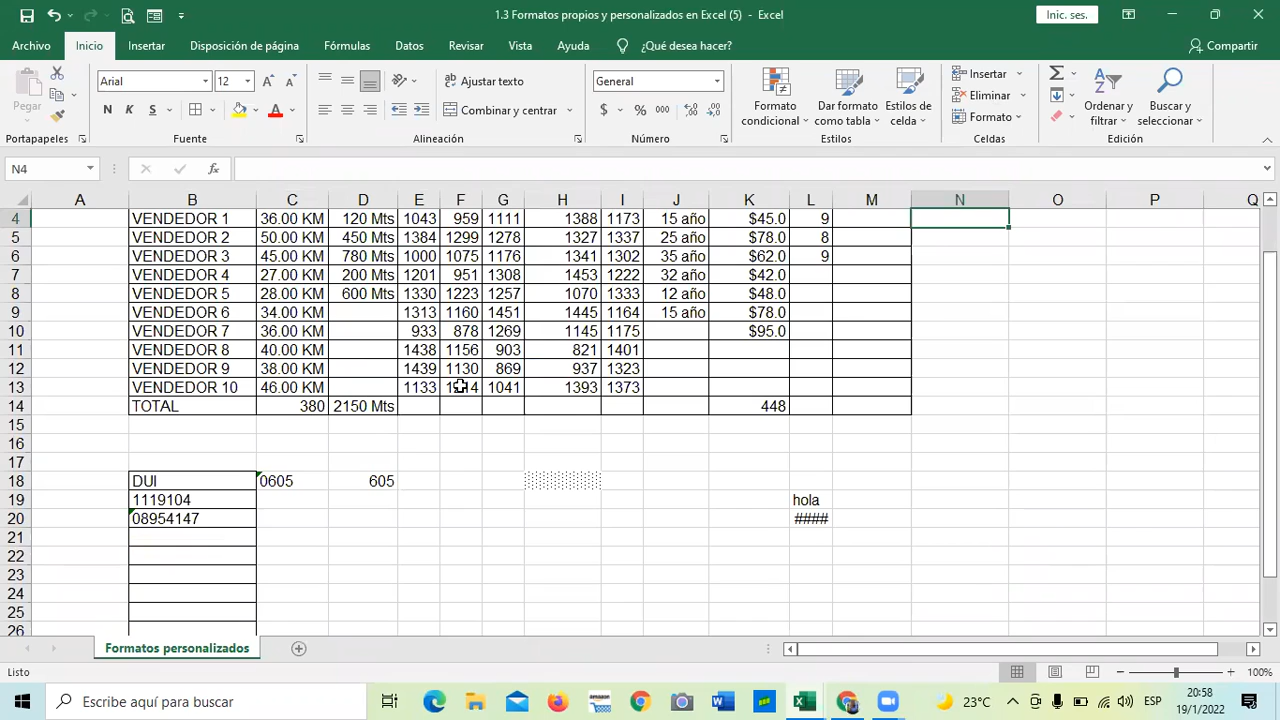 1.3 Formatos propios y personalizados en Excel (5) - Excel
Inic. ses.
Archivo Inicio Insertar Disposición de página Fórmulas Datos Revisar Vista Ayuda ¿Qué desea hacer? Compartir
Pegar
Arial 12
N K S
Ajustar texto
Combinar y centrar
General
$ % 000
Formato condicional
Dar formato como tabla
Estilos de celda
Insertar
Eliminar
Formato
Ordenar y filtrar
Buscar y seleccionar
Portapapeles Fuente Alineación Número Estilos Celdas Edición
N4 fx
A B C D E F G H I J K L M N O P Q
4 VENDEDOR 1 36.00 KM 120 Mts 1043 959 1111 1388 1173 15 año $45.0 9
5 VENDEDOR 2 50.00 KM 450 Mts 1384 1299 1278 1327 1337 25 año $78.0 8
6 VENDEDOR 3 45.00 KM 780 Mts 1000 1075 1176 1341 1302 35 año $62.0 9
7 VENDEDOR 4 27.00 KM 200 Mts 1201 951 1308 1453 1222 32 año $42.0
8 VENDEDOR 5 28.00 KM 600 Mts 1330 1223 1257 1070 1333 12 año $48.0
9 VENDEDOR 6 34.00 KM 1313 1160 1451 1445 1164 15 año $78.0
10 VENDEDOR 7 36.00 KM 933 878 1269 1145 1175 $95.0
11 VENDEDOR 8 40.00 KM 1438 1156 903 821 1401
12 VENDEDOR 9 38.00 KM 1439 1130 869 937 1323
13 VENDEDOR 10 46.00 KM 1133 1041 1393 1373
14 TOTAL 380 2150 Mts 448
15
16
17
18 DUI 0605 605
19 1119104 hola
20 08954147 ####
21
22
23
24
25
26
Formatos personalizados
Listo 100%
Escribe aquí para buscar
23°C ESP 20:58
19/1/2022